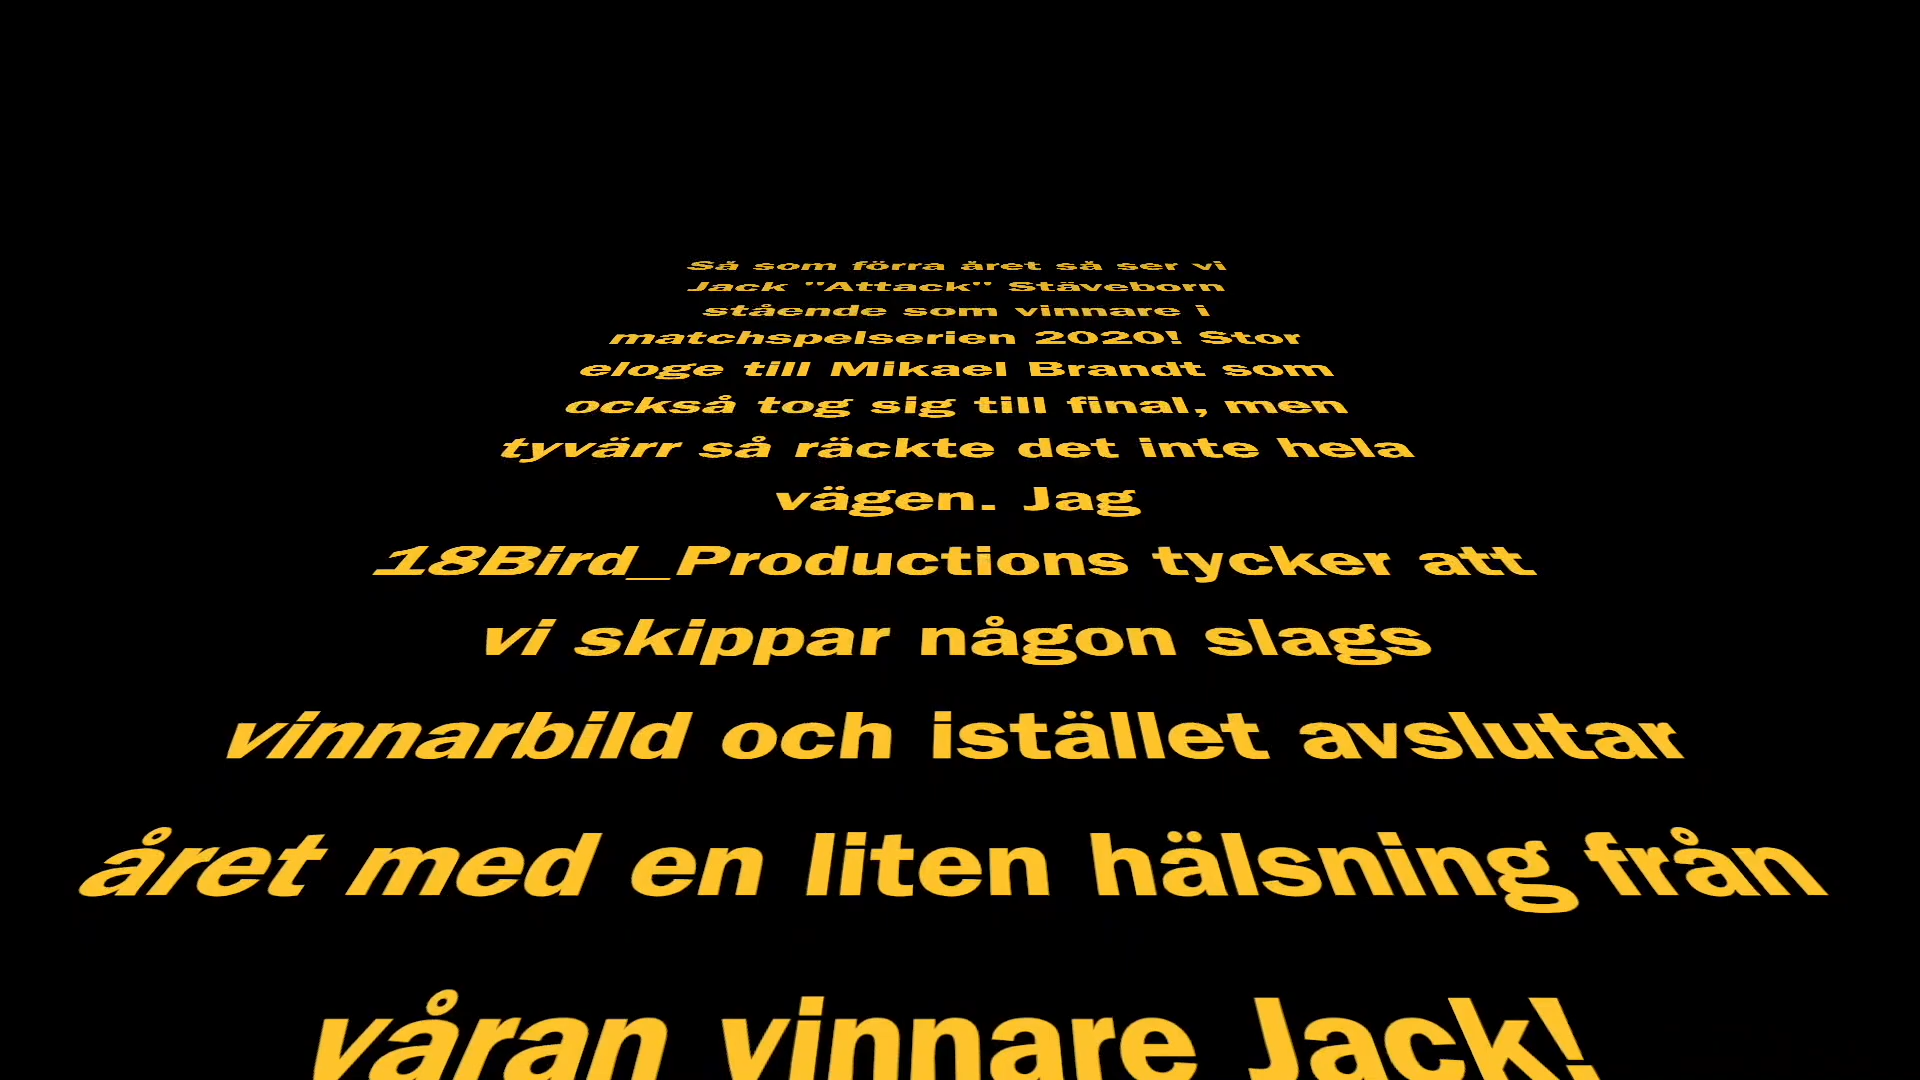 Så som förra året så ser vi
Jack "Attack" Stäveborn
stående som vinnare i
matchspelserien 2020! Stor
eloge till Mikael Brandt som
också tog sig till final, men
tyvärr så räckte det inte hela
vägen. Jag
18Bird_Productions tycker att
vi skippar någon slags
vinnarbild och istället avslutar
året med en liten hälsning från
våran vinnare Jack!